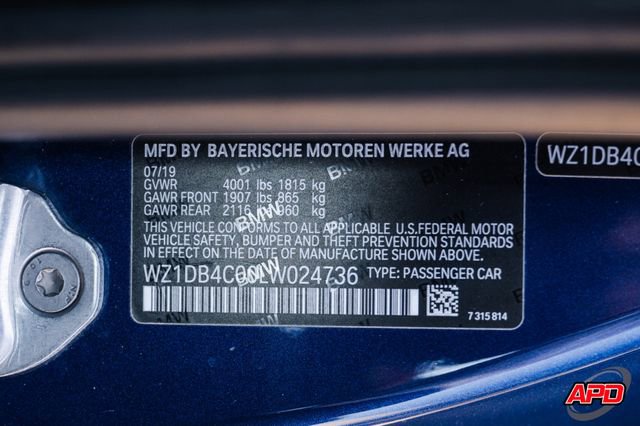 MFD BY BAYERISCHE MOTOREN WERKE AG
07/19
GVWR 4001 lbs 1815 kg
GAWR FRONT 1907 lbs 865 kg
GAWR REAR 2116 lbs 960 kg
THIS VEHICLE CONFORMS TO ALL APPLICABLE U.S.FEDERAL MOTOR
VEHICLE SAFETY, BUMPER AND THEFT PREVENTION STANDARDS
IN EFFECT ON THE DATE OF MANUFACTURE SHOWN ABOVE.
TYPE: PASSENGER CAR
7 315 814
BMW
BMW
BMW
WZ1DB4C
APD